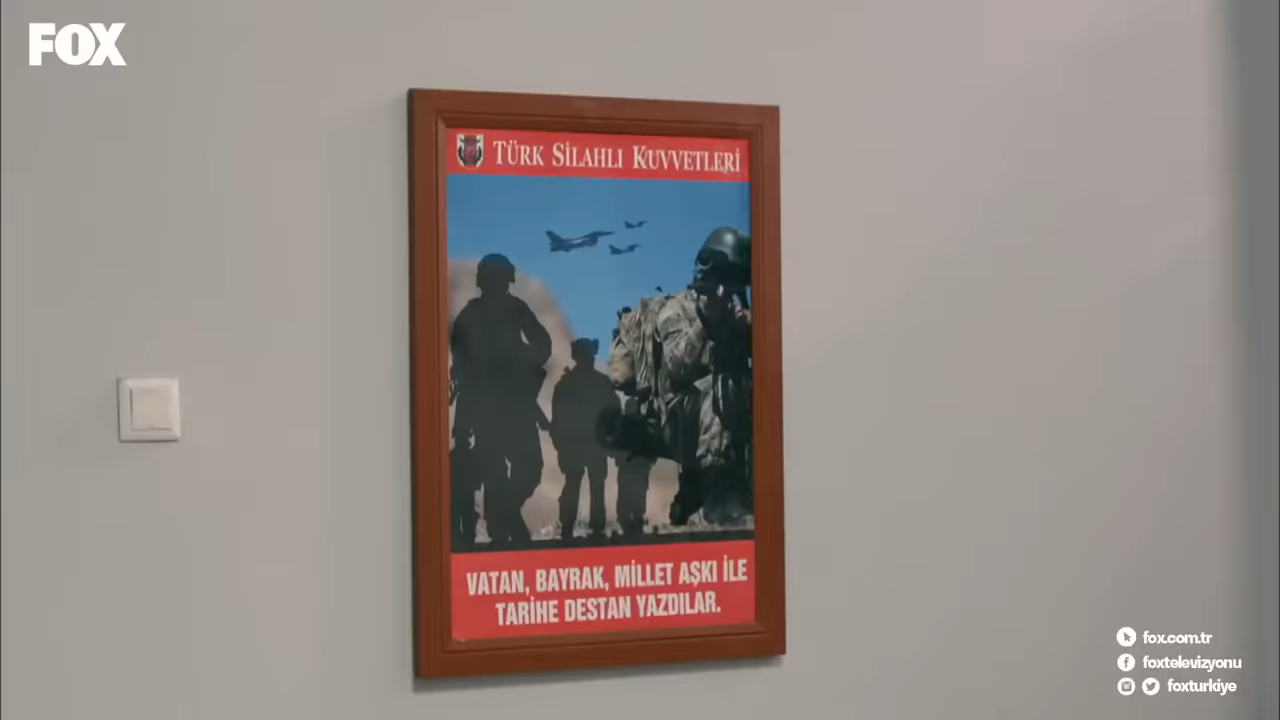 FOX
TÜRK SİLAHLI KUVVETLERİ
VATAN, BAYRAK, MİLLET AŞKI İLE
TARİHE DESTAN YAZDILAR.
fox.com.tr
foxtelevizyonu
foxturkiye